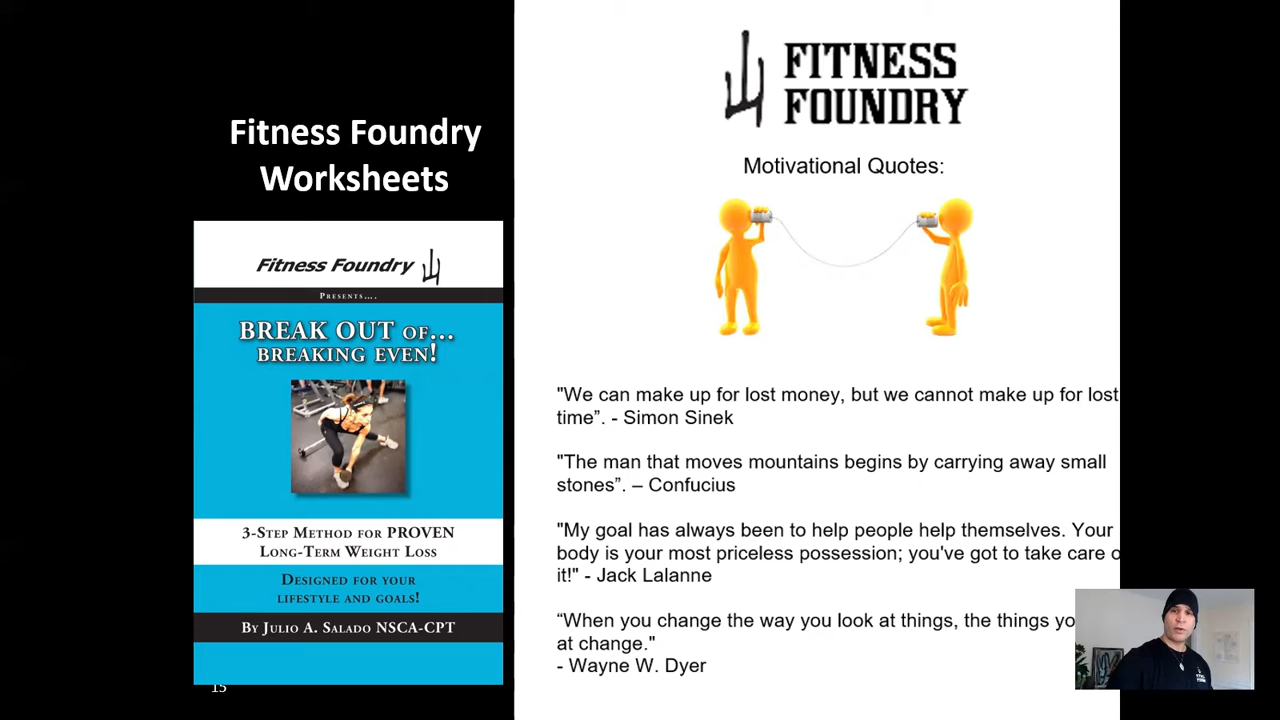 Fitness Foundry
Worksheets
Fitness Foundry
PRESENTS....
BREAK OUT OF...
BREAKING EVEN!
3-STEP METHOD FOR PROVEN
LONG-TERM WEIGHT LOSS
DESIGNED FOR YOUR
LIFESTYLE AND GOALS!
BY JULIO A. SALADO NSCA-CPT
15
FITNESS
FOUNDRY
Motivational Quotes:
"We can make up for lost money, but we cannot make up for lost
time”. - Simon Sinek
"The man that moves mountains begins by carrying away small
stones”. – Confucius
"My goal has always been to help people help themselves. Your
body is your most priceless possession; you've got to take care o
it!" - Jack Lalanne
“When you change the way you look at things, the things yo
at change."
- Wayne W. Dyer